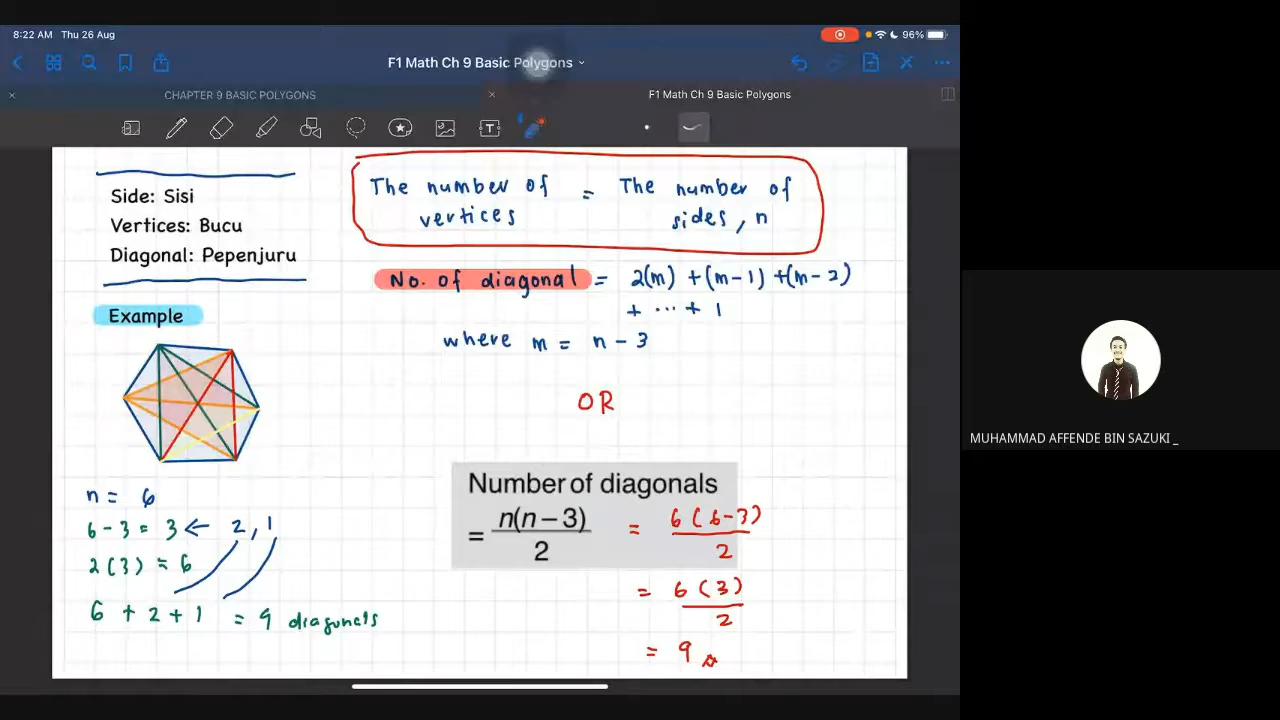 8:22 AM Thu 26 Aug
96%
F1 Math Ch 9 Basic Polygons
CHAPTER 9 BASIC POLYGONS
F1 Math Ch 9 Basic Polygons
Side: Sisi
Vertices: Bucu
Diagonal: Pepenjuru
The number of vertices = The number of sides, n
No. of diagonal = 2(m) + (m-1) + (m-2)
+ ... + 1
where m = n - 3
Example
OR
n = 6
6 - 3 = 3 ← 2, 1
2(3) = 6
6 + 2 + 1 = 9 diagonals
Number of diagonals
= n(n – 3)/2 = 6(6-3)/2
= 6(3)/2
= 9
MUHAMMAD AFFENDE BIN SAZUKI _